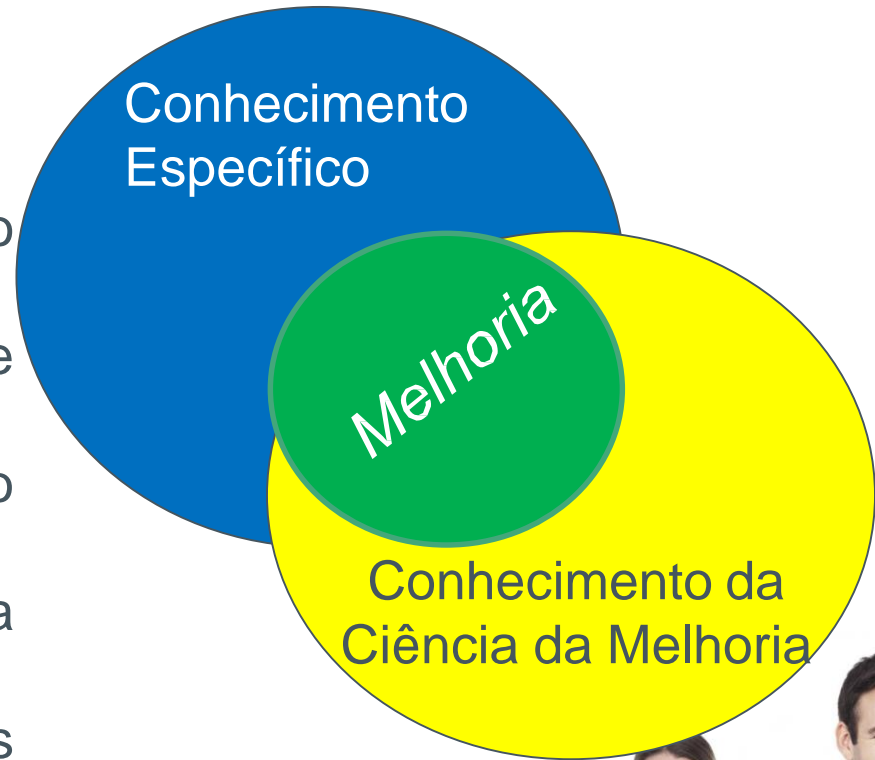 Conhecimento
Específico
o
e
Melhoria
o
Conhecimento da
a
Ciência da Melhoria
s